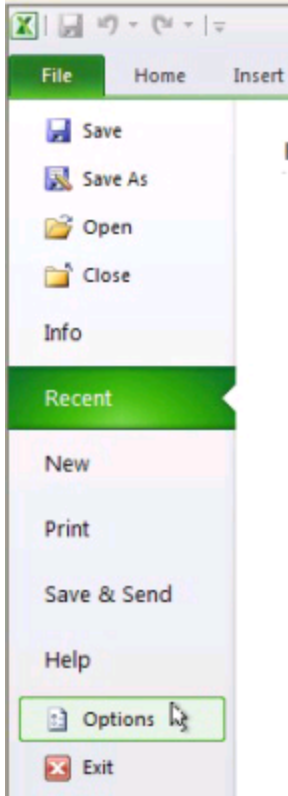 File Home Insert
Save
Save As
Open
Close
Info
Recent
New
Print
Save & Send
Help
Options
Exit